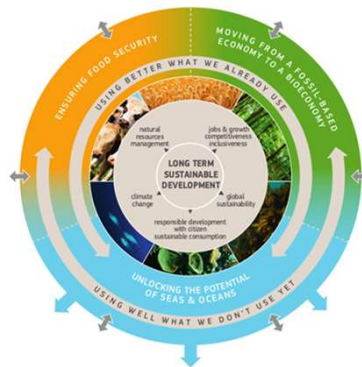 ENSURING FOOD SECURITY
MOVING FROM A FOSSIL-BASED
ECONOMY TO A BIOECONOMY
USING BETTER WHAT WE ALREADY USE
natural
resources
management
jobs & growth
competitiveness
inclusiveness
LONG TERM
SUSTAINABLE
DEVELOPMENT
climate
change
global
sustainability
responsible development
with citizen
sustainable consumption
UNLOCKING THE POTENTIAL
OF SEAS & OCEANS
USING WELL WHAT WE DON'T USE YET